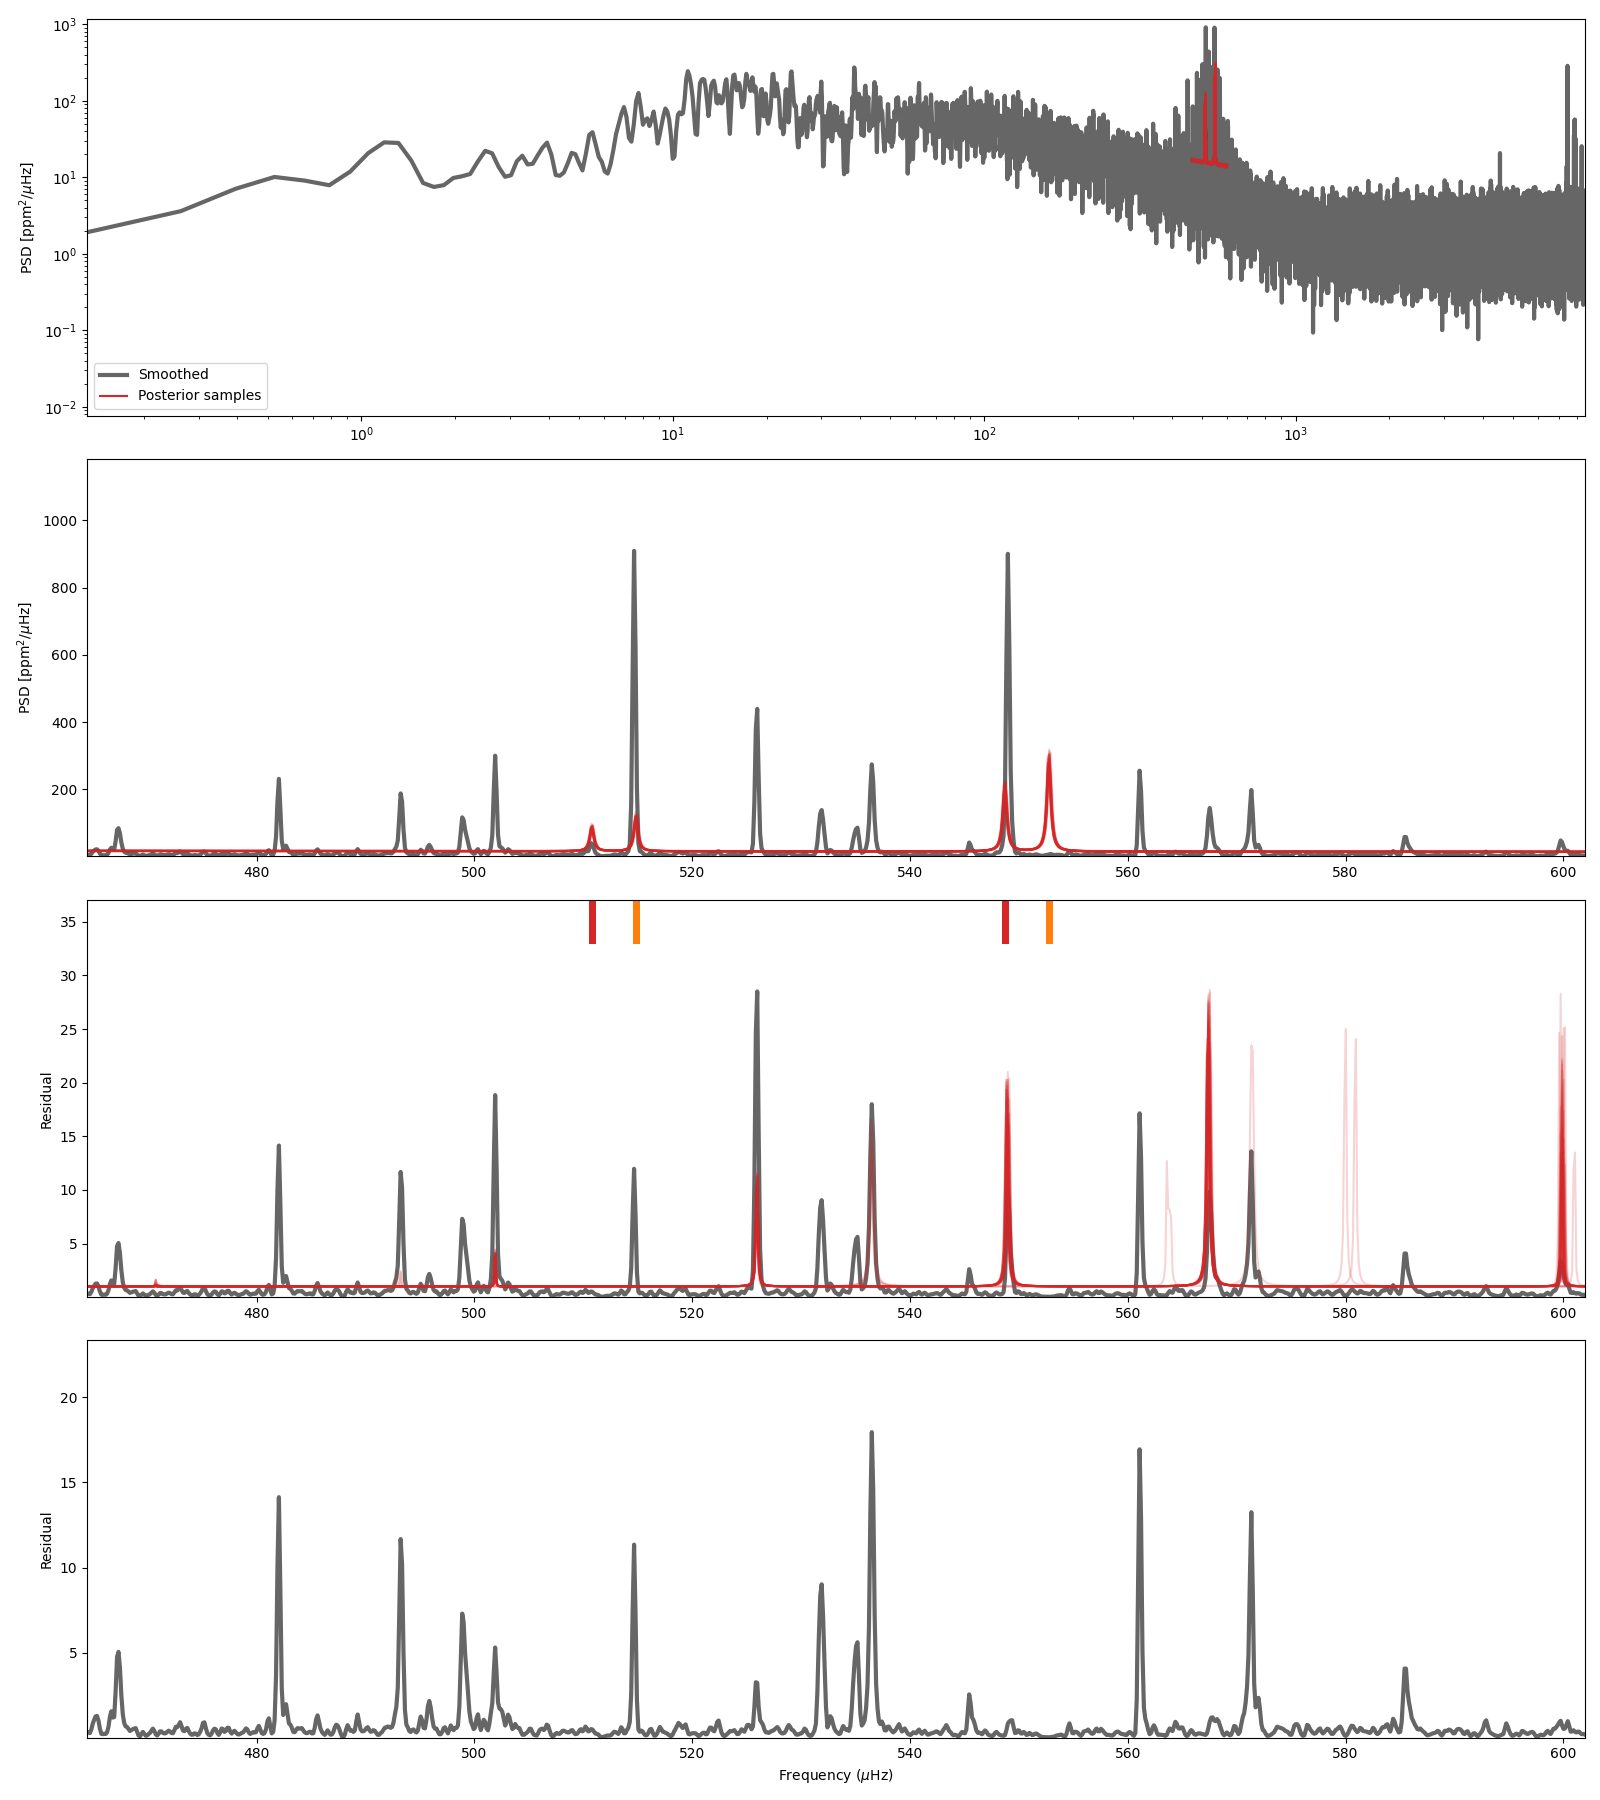 10³
10²
10¹
10⁰
10⁻¹
10⁻²
PSD [ppm²/μHz]
Smoothed
Posterior samples
10⁰ 10¹ 10² 10³
1000
800
600
400
200
PSD [ppm²/μHz]
480 500 520 540 560 580 600
35
30
25
20
15
10
5
Residual
480 500 520 540 560 580 600
20
15
10
5
Residual
480 500 520 540 560 580 600
Frequency (μHz)